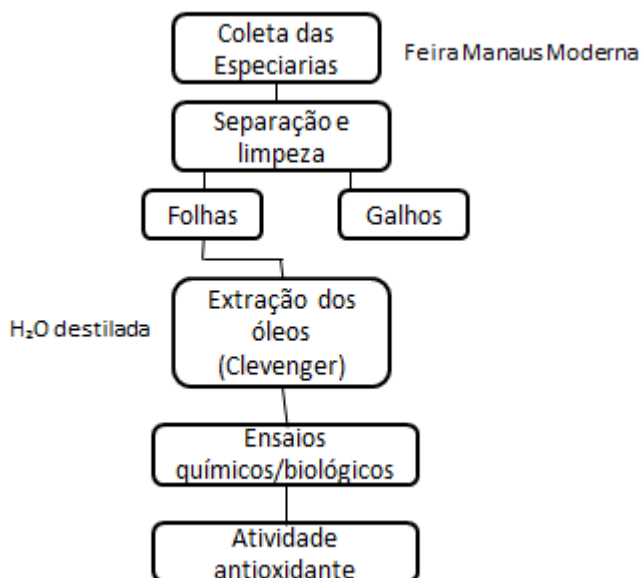 Coleta das
Especiarias
Feira Manaus Moderna
Separação e
limpeza
Folhas
Galhos
Extração dos
óleos
(Clevenger)
H₂O destilada
Ensaios
químicos/biológicos
Atividade
antioxidante